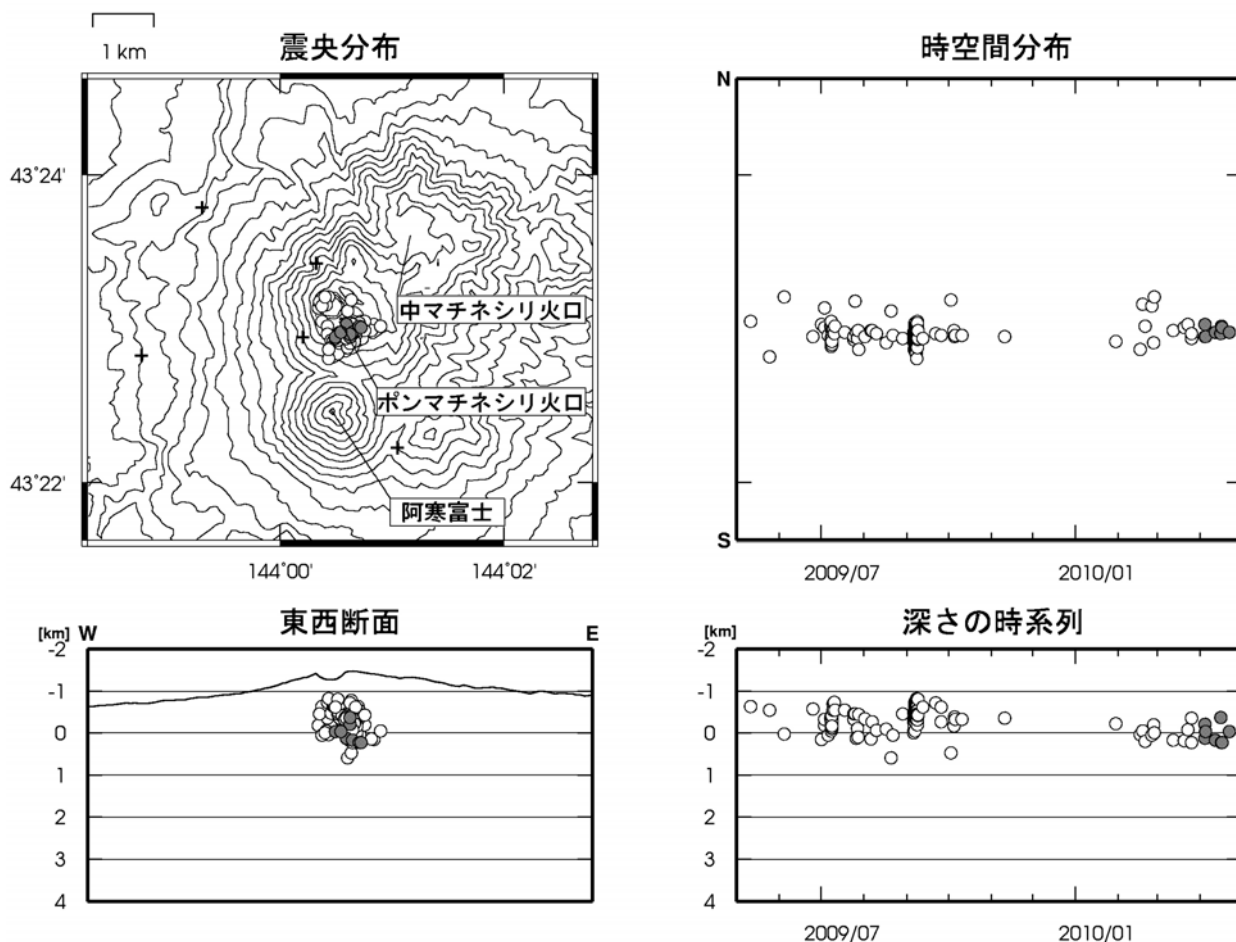 1 km
震央分布
43˚24'
43˚22'
中マチネシリ火口
ポンマチネシリ火口
阿寒富士
144˚00'
144˚02'
時空間分布
N
S
2009/07
2010/01
東西断面
[km]
W
E
-2
-1
0
1
2
3
4
深さの時系列
[km]
-2
-1
0
1
2
3
4
2009/07
2010/01